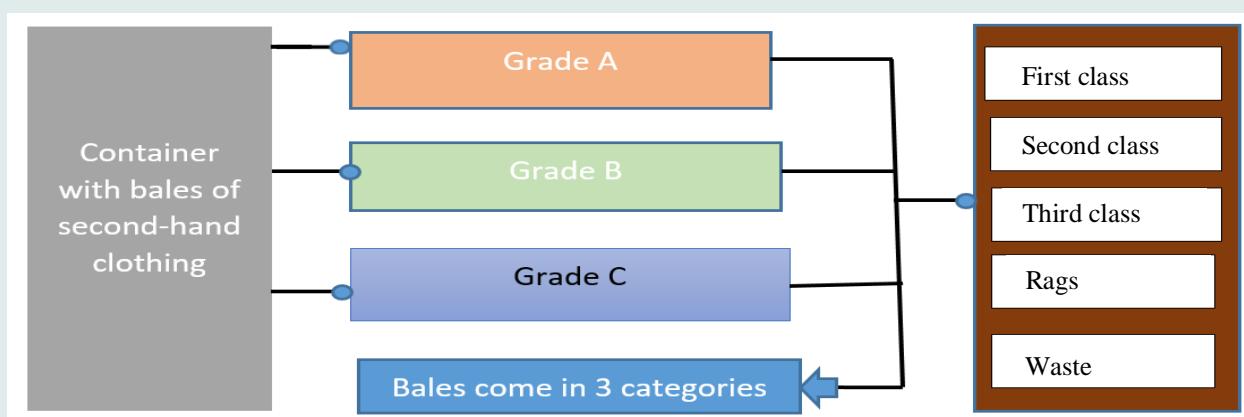 Container
with bales of
second-hand
clothing
Grade A
Grade B
Grade C
Bales come in 3 categories
First class
Second class
Third class
Rags
Waste